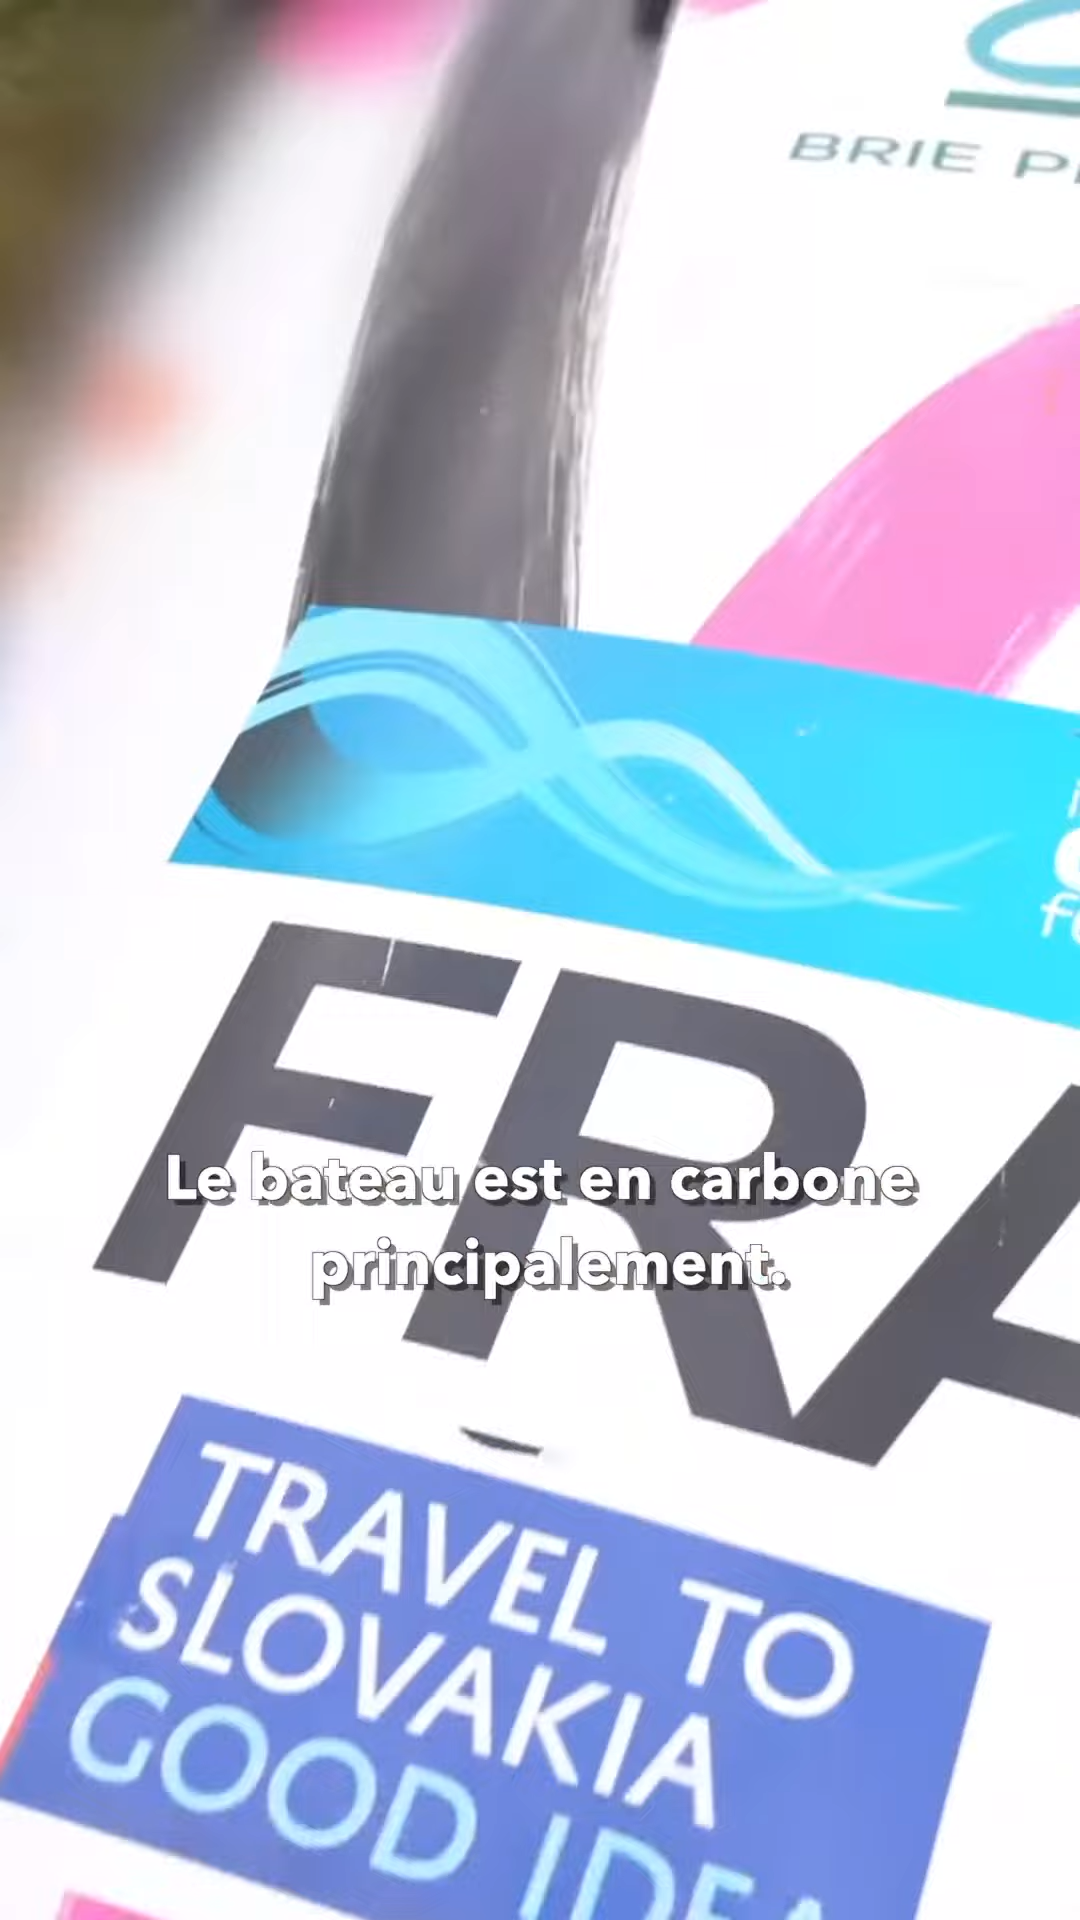 BRIE
FRA
Le bateau est en carbone
principalement.
TRAVEL TO
SLOVAKIA
GOOD IDEA